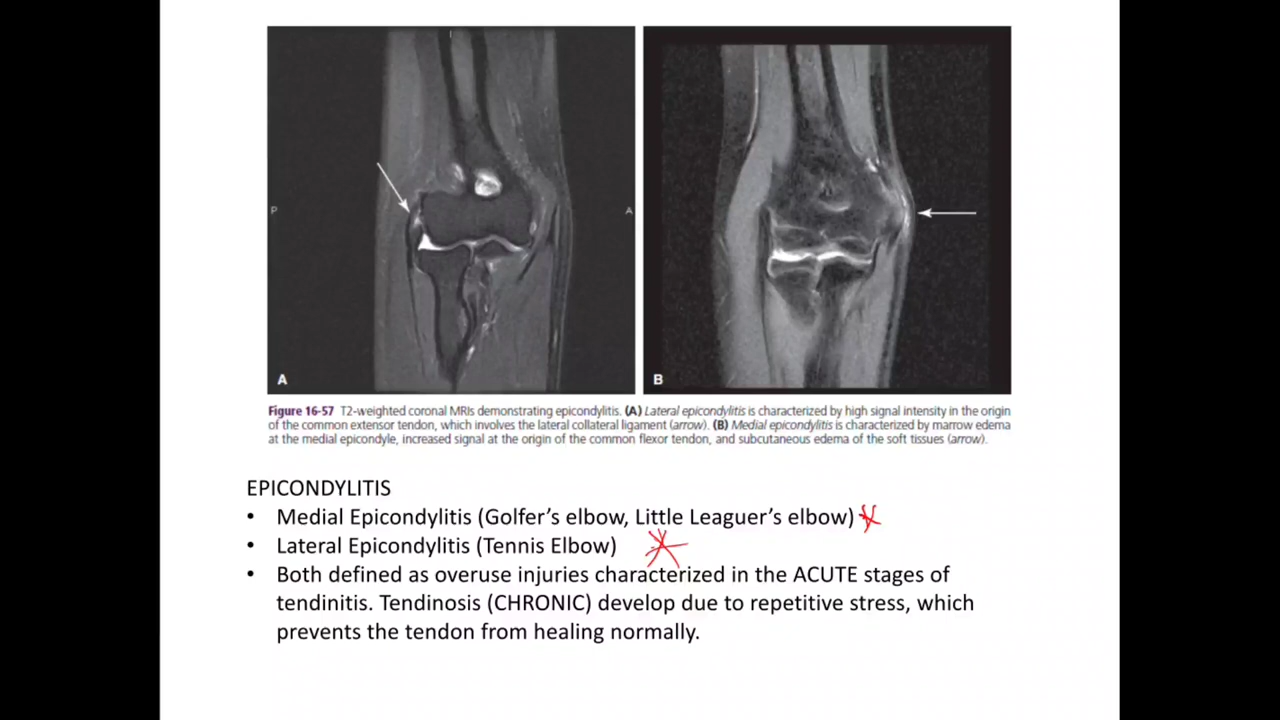 P
A
A
B
Figure 16-57 T2-weighted coronal MRIs demonstrating epicondylitis. (A) Lateral epicondylitis is characterized by high signal intensity in the origin
of the common extensor tendon, which involves the lateral collateral ligament (arrow). (B) Medial epicondylitis is characterized by marrow edema
at the medial epicondyle, increased signal at the origin of the common flexor tendon, and subcutaneous edema of the soft tissues (arrow).
EPICONDYLITIS
• Medial Epicondylitis (Golfer's elbow, Little Leaguer's elbow)
• Lateral Epicondylitis (Tennis Elbow)
• Both defined as overuse injuries characterized in the ACUTE stages of
tendinitis. Tendinosis (CHRONIC) develop due to repetitive stress, which
prevents the tendon from healing normally.